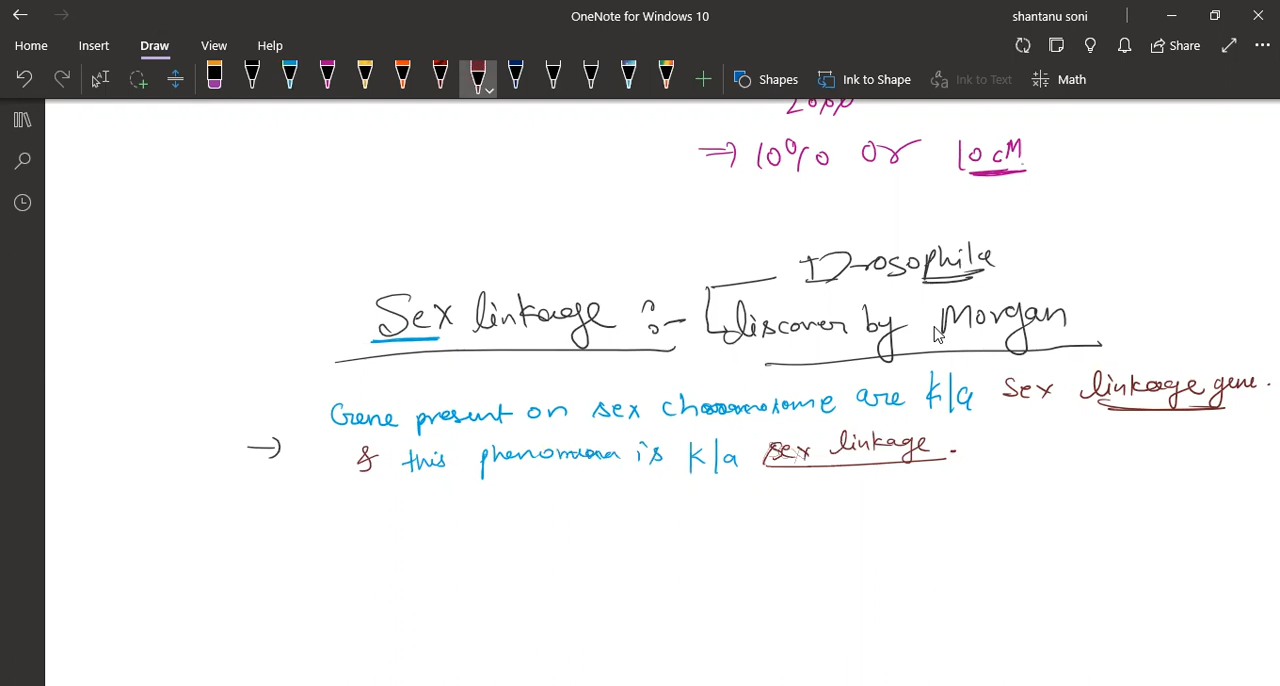 OneNote for Windows 10
shantanu soni
Home Insert Draw View Help
Share
Shapes Ink to Shape Ink to Text Math
⇒ 10% or 10 cM
Drosophila
Sex linkage :- discover by Morgan
Gene present on sex chromosome are k/a sex linkage gene.
→ & this phenomena is k/a sex linkage.